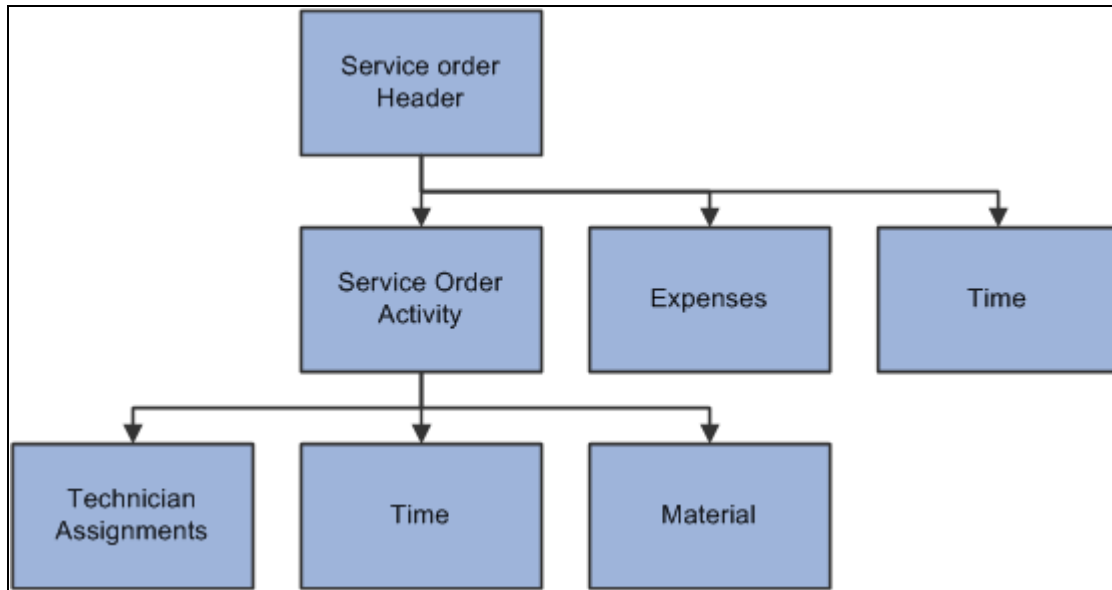 Service order
Header
Service Order
Activity
Expenses
Time
Technician
Assignments
Time
Material